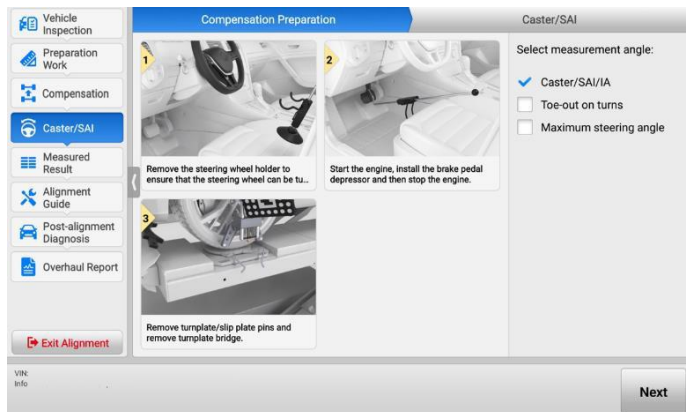 Vehicle
Inspection
Preparation
Work
Compensation
Caster/SAI
Measured
Result
Alignment
Guide
Post-alignment
Diagnosis
Overhaul Report
Exit Alignment
Compensation Preparation
Caster/SAI
1
Remove the steering wheel holder to
ensure that the steering wheel can be tu...
2
Start the engine, install the brake pedal
depressor and then stop the engine.
3
Remove turnplate/slip plate pins and
remove turnplate bridge.
Select measurement angle:
Caster/SAI/IA
Toe-out on turns
Maximum steering angle
VIN:
Info
Next